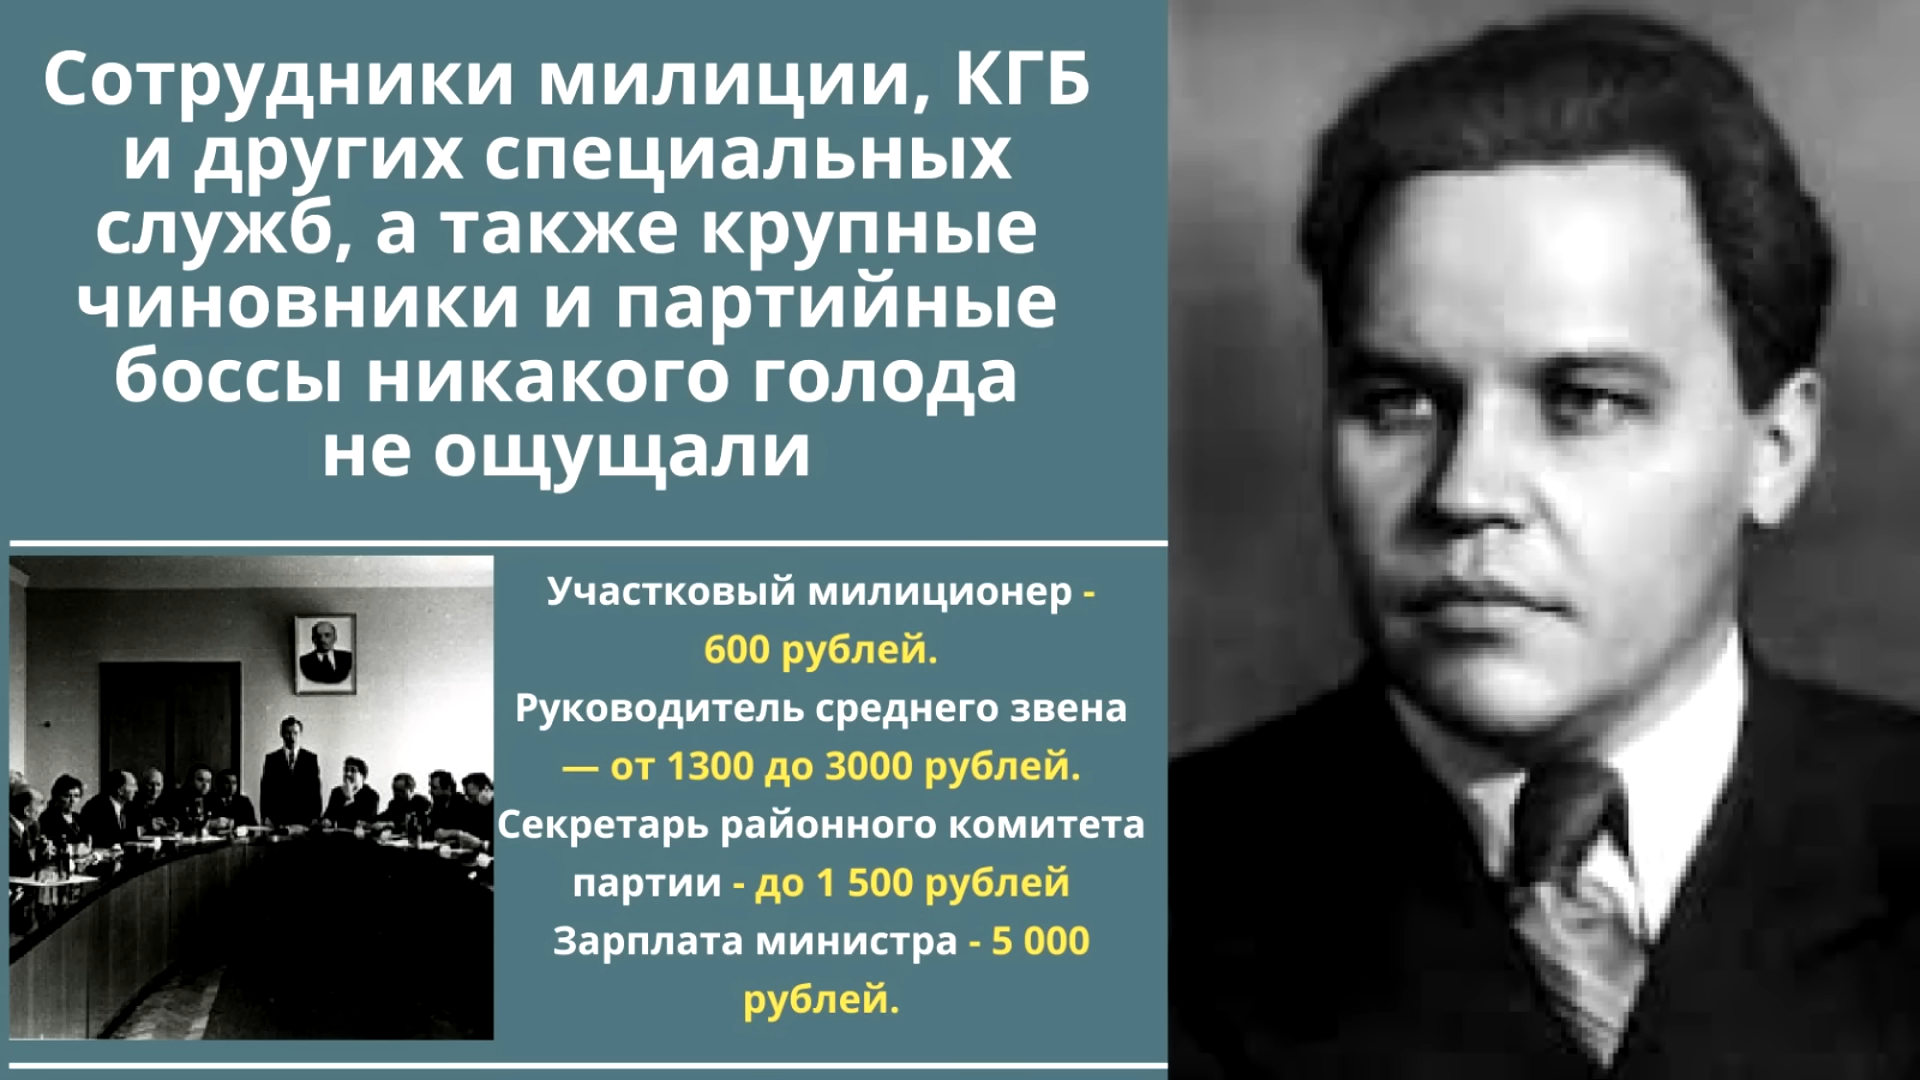 Сотрудники милиции, КГБ
и других специальных
служб, а также крупные
чиновники и партийные
боссы никакого голода
не ощущали
Участковый милиционер -
600 рублей.
Руководитель среднего звена
— от 1300 до 3000 рублей.
Секретарь районного комитета
партии - до 1 500 рублей
Зарплата министра - 5 000
рублей.